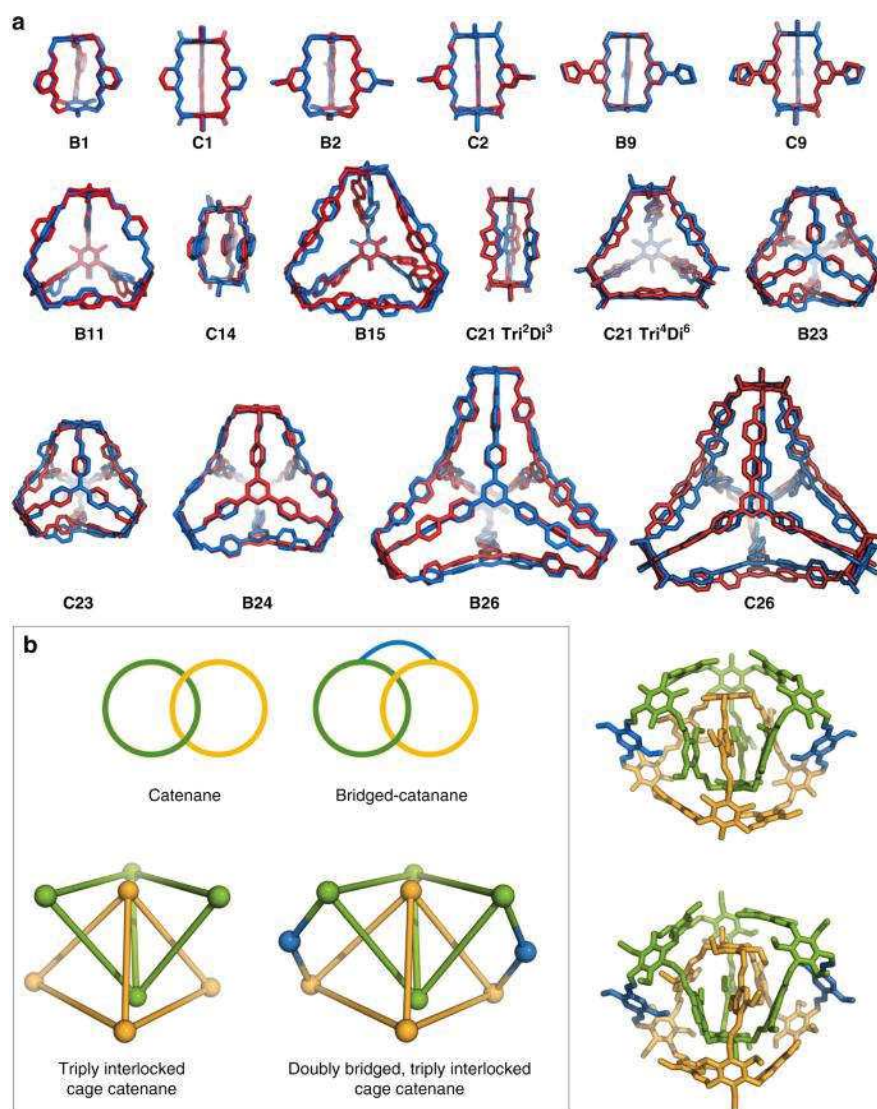 a
B1 C1 B2 C2 B9 C9
B11 C14 B15 C21 Tri²Di³ C21 Tri⁴Di⁶ B23
C23 B24 B26 C26
b
Catenane Bridged-catanane
Triply interlocked
cage catenane
Doubly bridged, triply interlocked
cage catenane